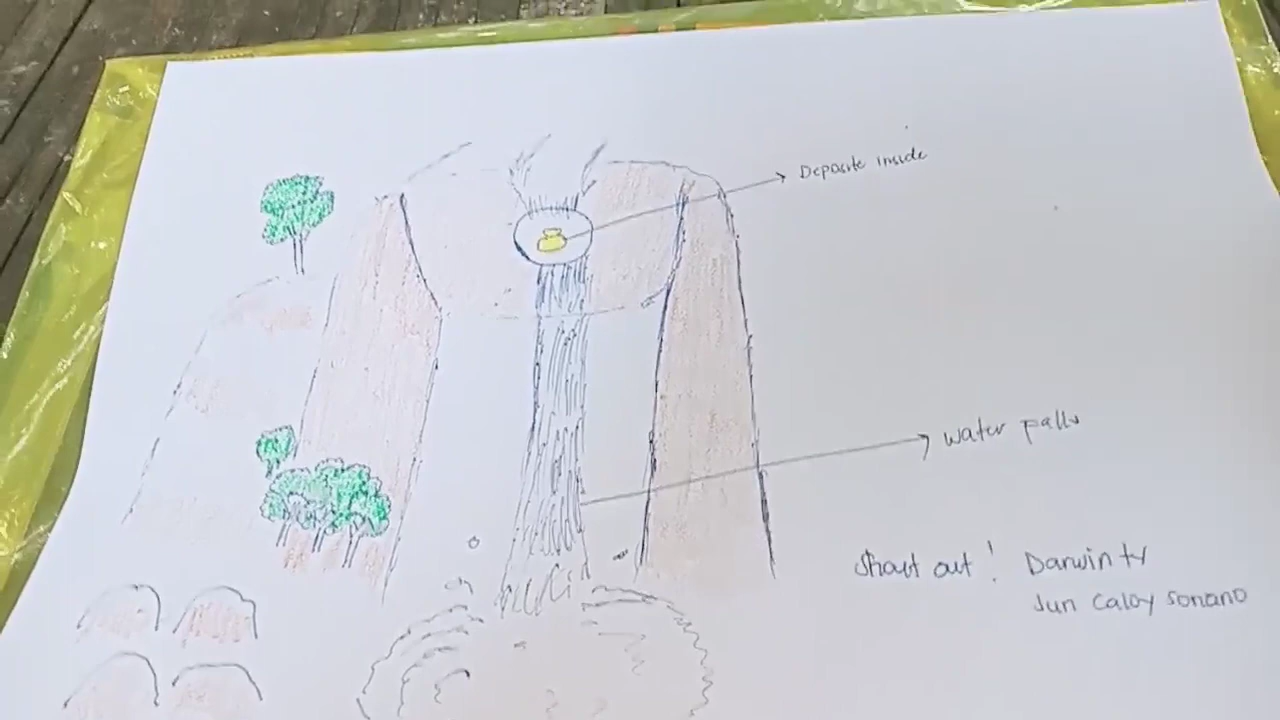 Deposite inside
water falls
Shout out! Darwin tv
Jun Caloy Sonano